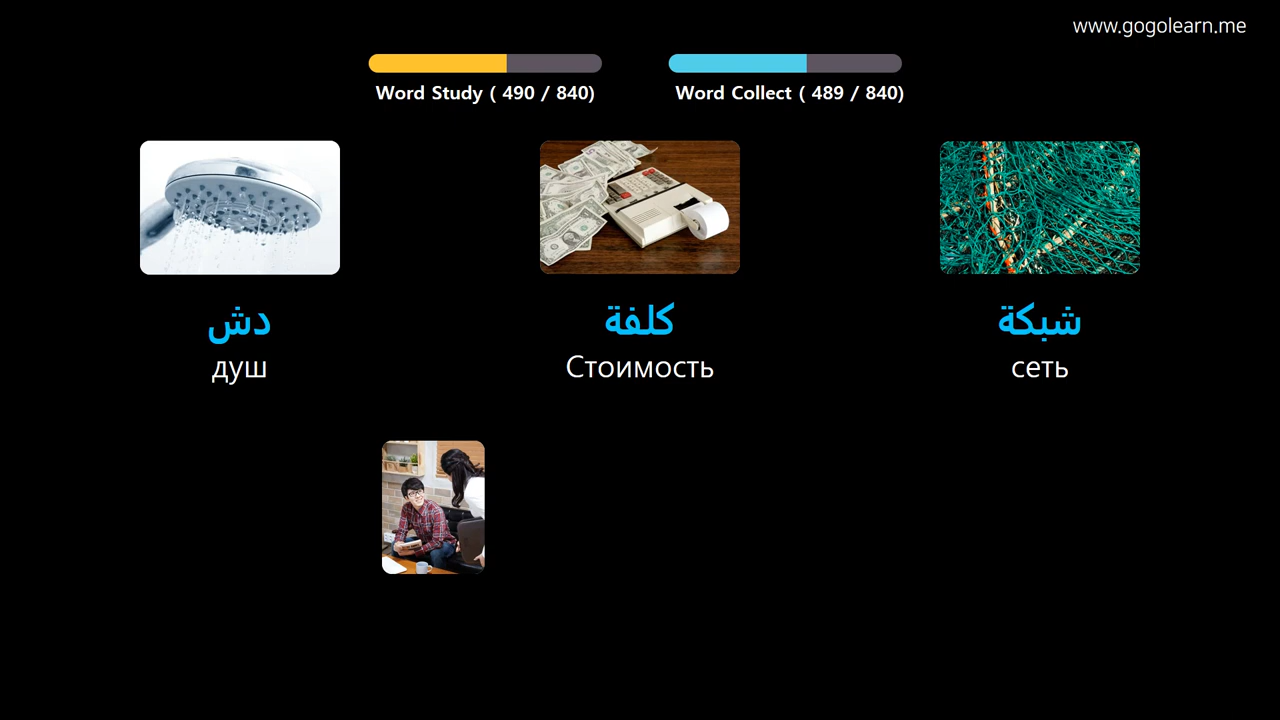 www.gogolearn.me
Word Study ( 490 / 840)
Word Collect ( 489 / 840)
دش
душ
كلفة
Стоимость
شبكة
сеть